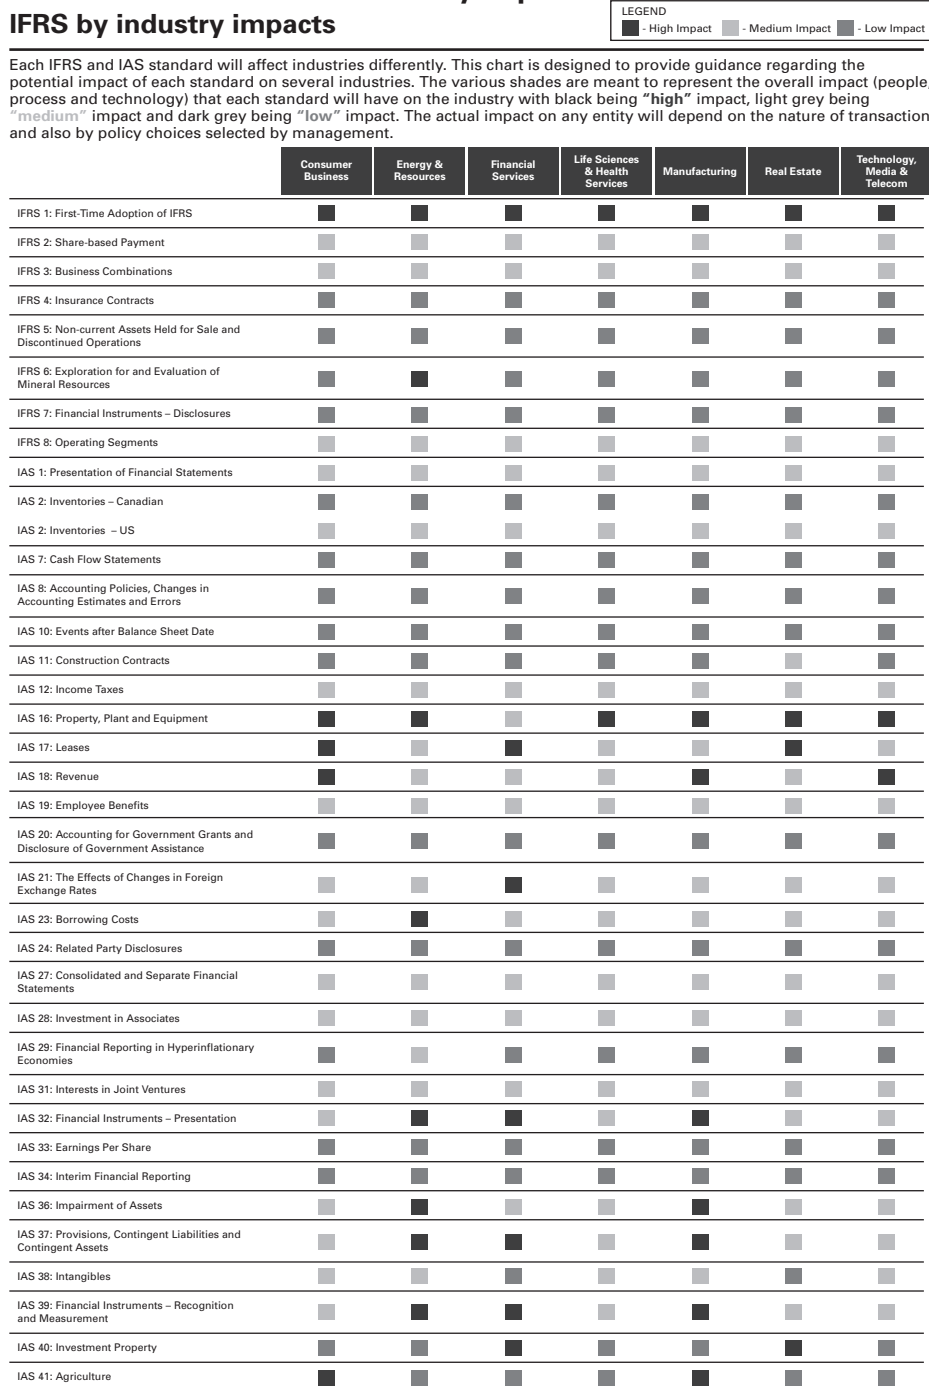 IFRS by industry impacts
LEGEND
- High Impact - Medium Impact - Low Impact
Each IFRS and IAS standard will affect industries differently. This chart is designed to provide guidance regarding the
potential impact of each standard on several industries. The various shades are meant to represent the overall impact (people,
process and technology) that each standard will have on the industry with black being “high” impact, light grey being
“medium” impact and dark grey being “low” impact. The actual impact on any entity will depend on the nature of transaction
and also by policy choices selected by management.
Consumer Business
Energy & Resources
Financial Services
Life Sciences & Health Services
Manufacturing
Real Estate
Technology, Media & Telecom
IFRS 1: First-Time Adoption of IFRS
IFRS 2: Share-based Payment
IFRS 3: Business Combinations
IFRS 4: Insurance Contracts
IFRS 5: Non-current Assets Held for Sale and
Discontinued Operations
IFRS 6: Exploration for and Evaluation of
Mineral Resources
IFRS 7: Financial Instruments – Disclosures
IFRS 8: Operating Segments
IAS 1: Presentation of Financial Statements
IAS 2: Inventories – Canadian
IAS 2: Inventories – US
IAS 7: Cash Flow Statements
IAS 8: Accounting Policies, Changes in
Accounting Estimates and Errors
IAS 10: Events after Balance Sheet Date
IAS 11: Construction Contracts
IAS 12: Income Taxes
IAS 16: Property, Plant and Equipment
IAS 17: Leases
IAS 18: Revenue
IAS 19: Employee Benefits
IAS 20: Accounting for Government Grants and
Disclosure of Government Assistance
IAS 21: The Effects of Changes in Foreign
Exchange Rates
IAS 23: Borrowing Costs
IAS 24: Related Party Disclosures
IAS 27: Consolidated and Separate Financial
Statements
IAS 28: Investment in Associates
IAS 29: Financial Reporting in Hyperinflationary
Economies
IAS 31: Interests in Joint Ventures
IAS 32: Financial Instruments – Presentation
IAS 33: Earnings Per Share
IAS 34: Interim Financial Reporting
IAS 36: Impairment of Assets
IAS 37: Provisions, Contingent Liabilities and
Contingent Assets
IAS 38: Intangibles
IAS 39: Financial Instruments – Recognition
and Measurement
IAS 40: Investment Property
IAS 41: Agriculture